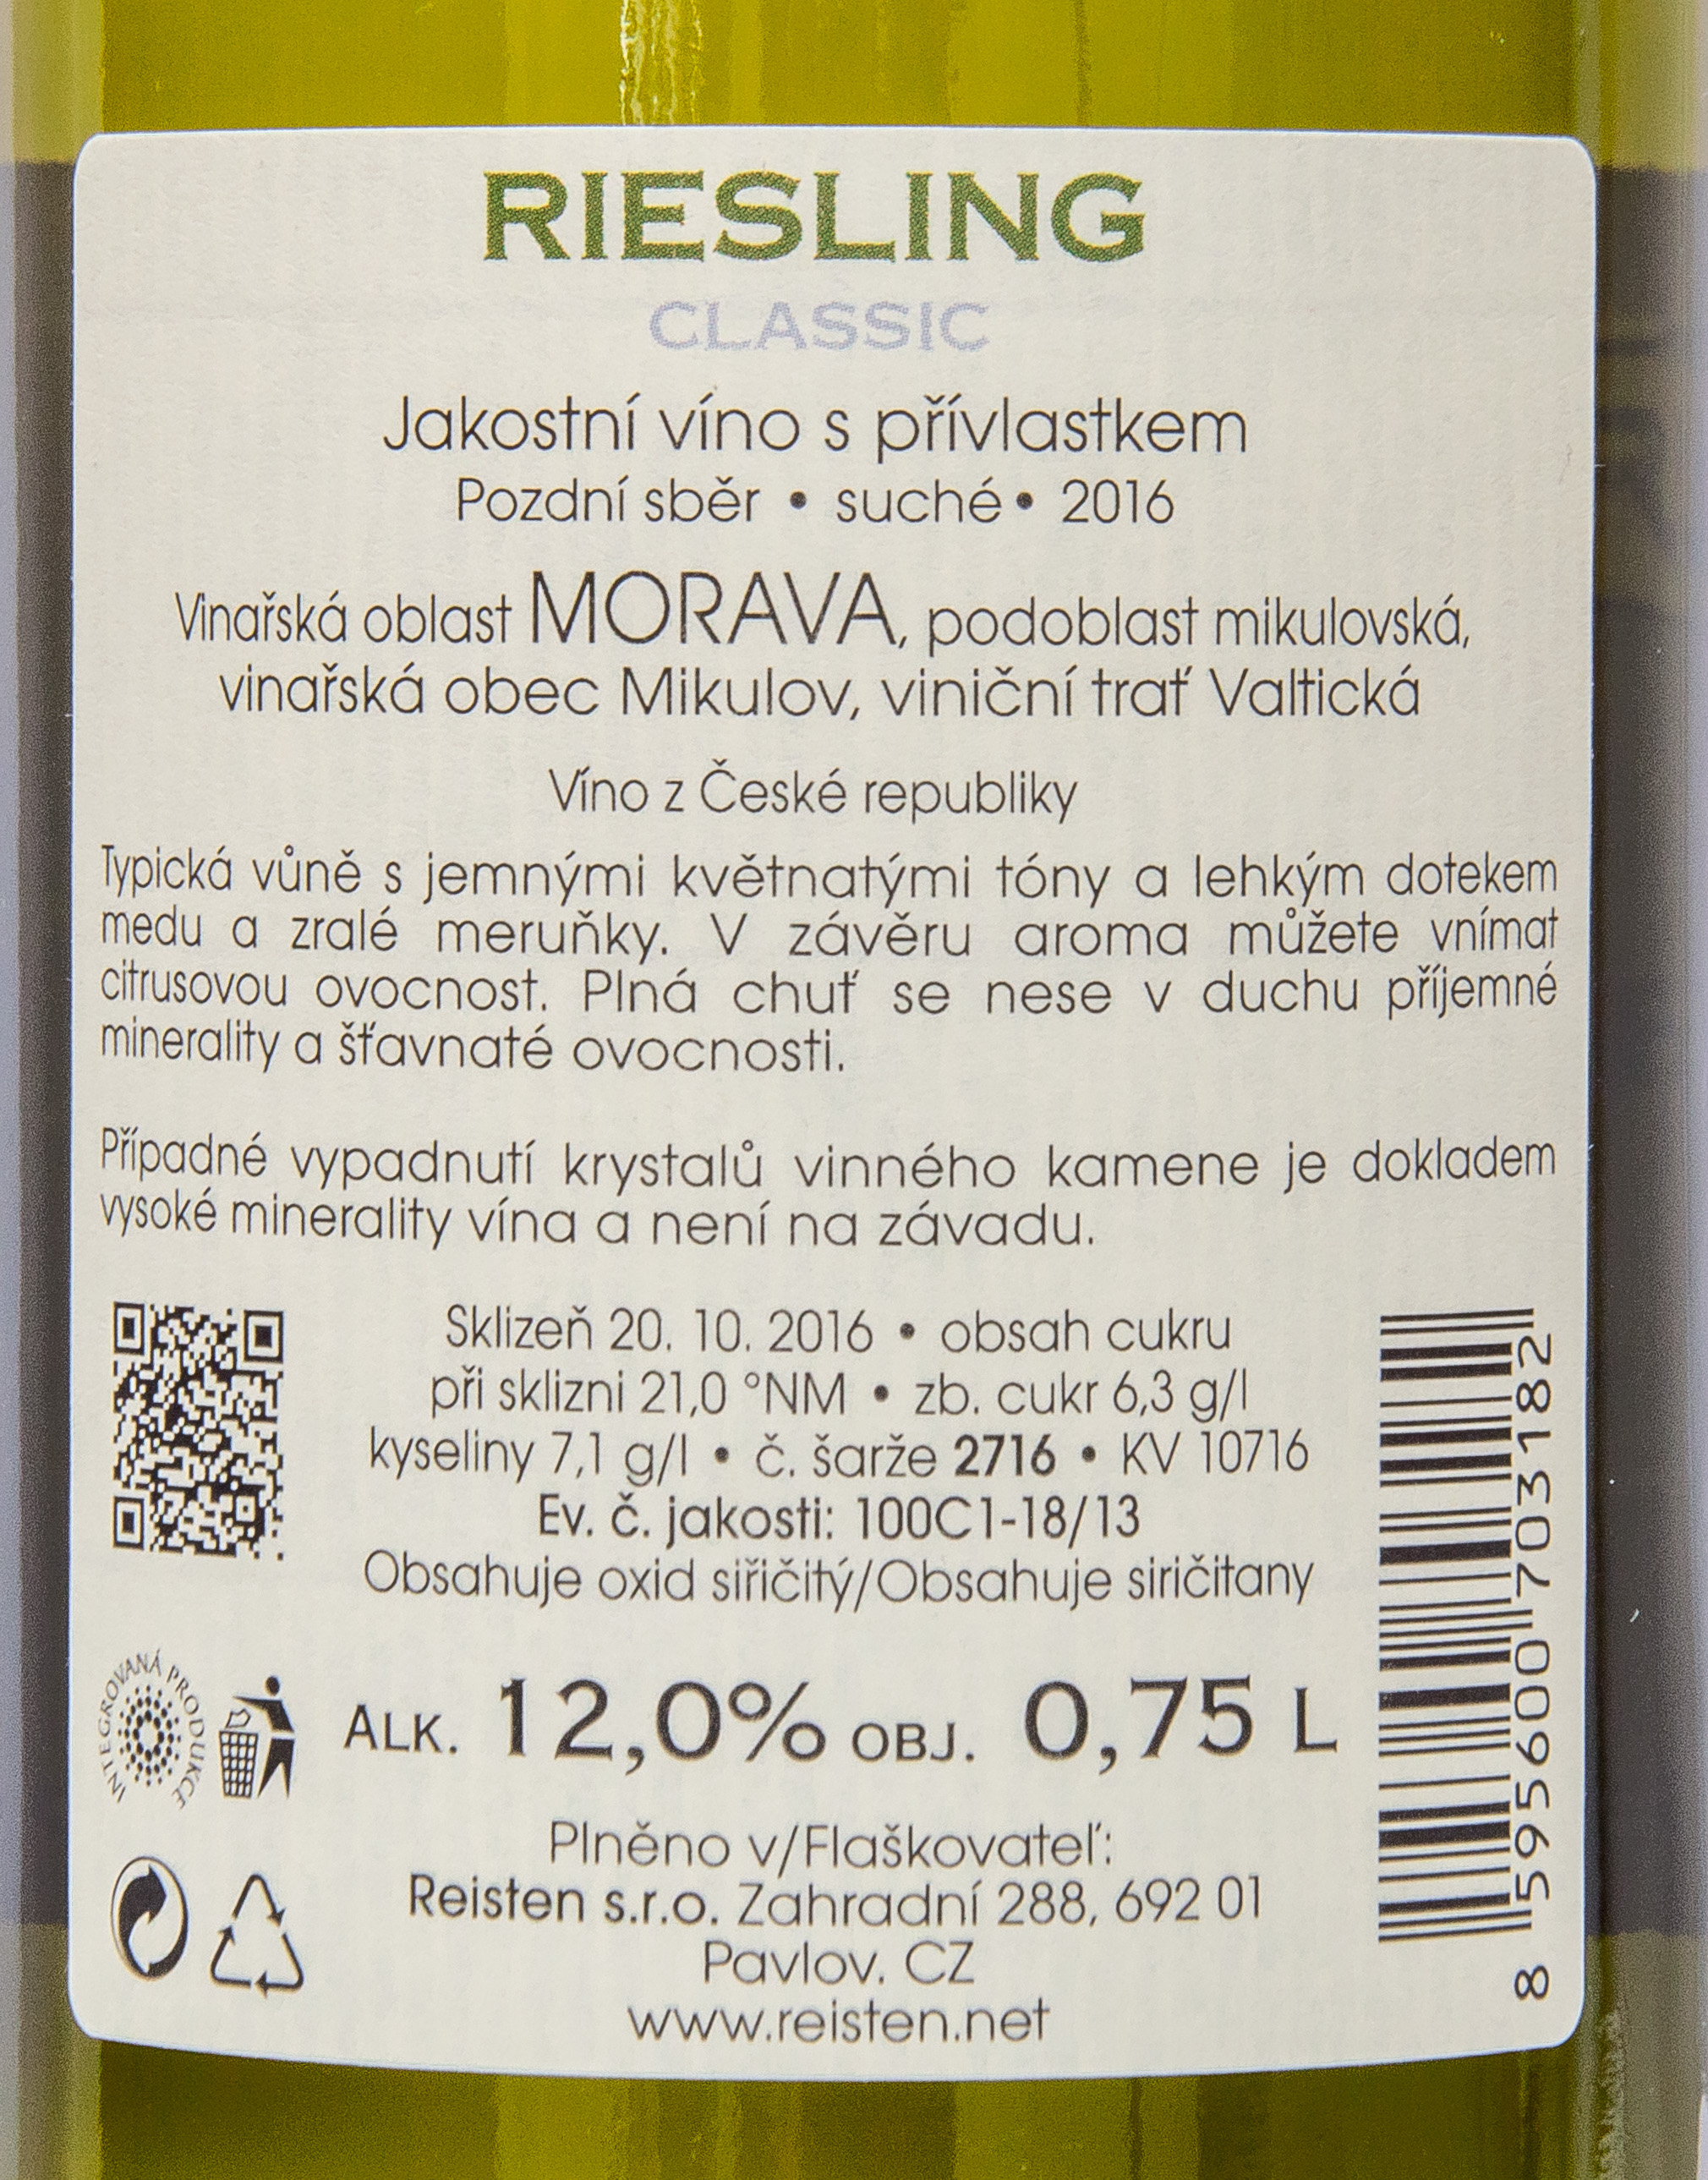 RIESLING
CLASSIC
Jakostní víno s přívlastkem
Pozdní sběr • suché • 2016
Vinařská oblast MORAVA, podoblast mikulovská,
vinařská obec Mikulov, viniční trať Valtická
Víno z České republiky
Typická vůně s jemnými květnatými tóny a lehkým dotekem
medu a zralé meruňky. V závěru aroma můžete vnímat
citrusovou ovocnost. Plná chuť se nese v duchu příjemné
minerality a šťavnaté ovocnosti.
Případné vypadnutí krystalů vinného kamene je dokladem
vysoké minerality vína a není na závadu.
Sklizeň 20. 10. 2016 • obsah cukru
při sklizni 21,0 °NM • zb. cukr 6,3 g/l
kyseliny 7,1 g/l • č. šarže 2716 • KV 10716
Ev. č. jakosti: 100C1-18/13
Obsahuje oxid siřičitý/Obsahuje siričitany
INTEGROVANÁ PRODUKCE
ALK. 12,0% OBJ. 0,75 L
Plněno v/Flaškovateľ:
Reisten s.r.o. Zahradní 288, 692 01
Pavlov. CZ
www.reisten.net
8 595600 703182